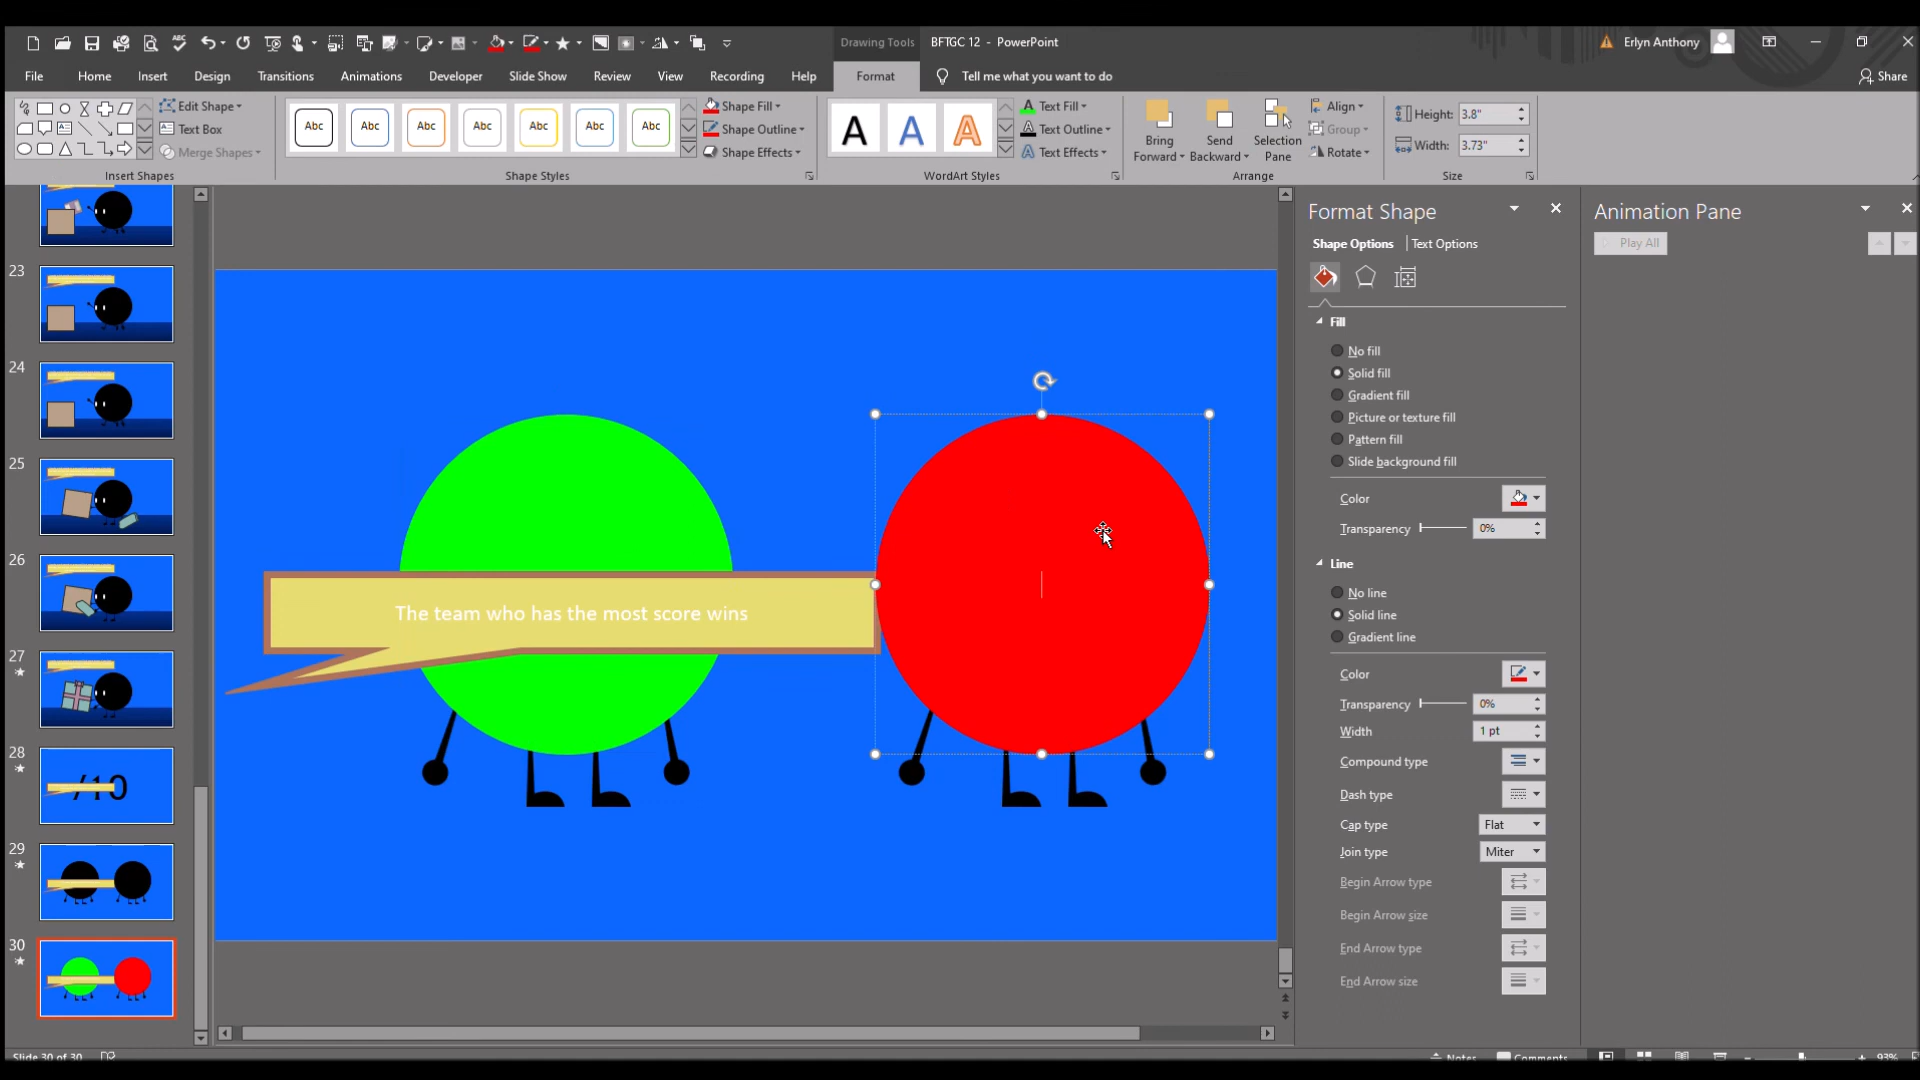 Drawing Tools
BFTGC 12 - PowerPoint
Erlyn Anthony
File
Home
Insert
Design
Transitions
Animations
Developer
Slide Show
Review
View
Recording
Help
Format
Tell me what you want to do
Share
Edit Shape
Text Box
Merge Shapes
Insert Shapes
Abc
Abc
Abc
Abc
Abc
Abc
Abc
Shape Fill
Shape Outline
Shape Effects
Shape Styles
A
A
A
Text Fill
Text Outline
Text Effects
WordArt Styles
Bring
Forward
Send
Backward
Selection
Pane
Align
Group
Rotate
Arrange
Height: 3.8"
Width: 3.73"
Size
23
24
25
26
27
28
/10
29
30
The team who has the most score wins
Format Shape
Shape Options
Text Options
Fill
No fill
Solid fill
Gradient fill
Picture or texture fill
Pattern fill
Slide background fill
Color
Transparency
0%
Line
No line
Solid line
Gradient line
Color
Transparency
0%
Width
1 pt
Compound type
Dash type
Cap type
Flat
Join type
Miter
Begin Arrow type
Begin Arrow size
End Arrow type
End Arrow size
Animation Pane
Play All
Slide 30 of 30
Notes
Comments
93%